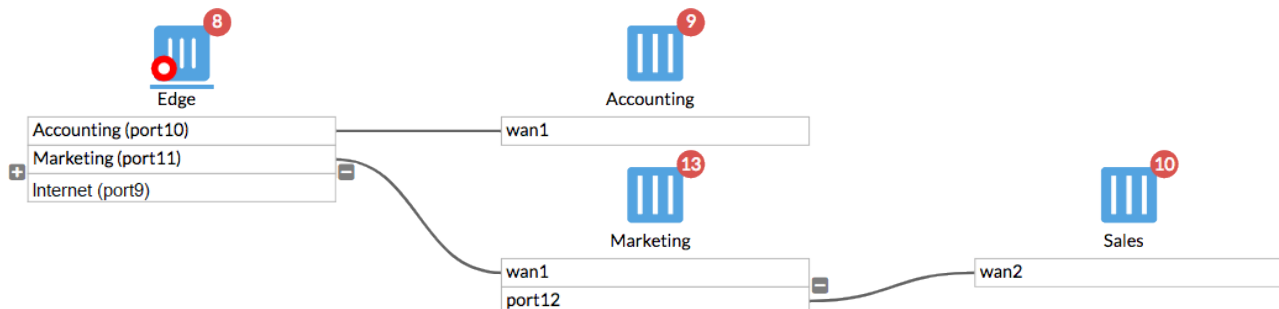 8
Edge
Accounting (port10)
Marketing (port11)
Internet (port9)
9
Accounting
wan1
13
Marketing
wan1
port12
10
Sales
wan2